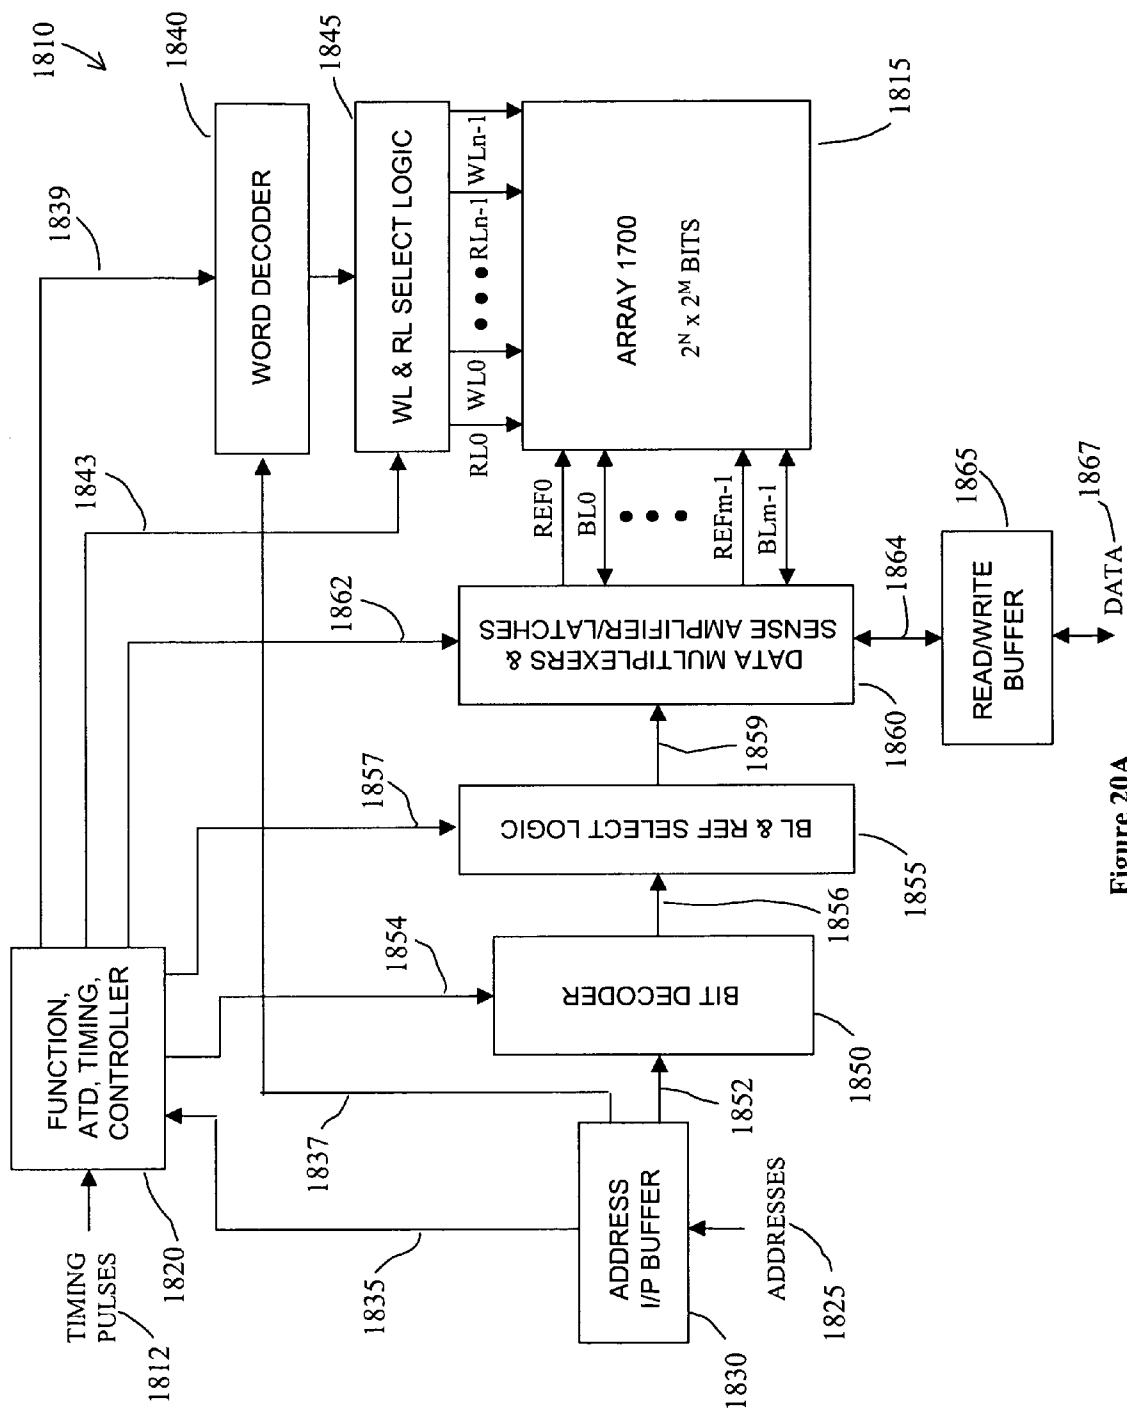 1810
1840
1845
1839
WORD DECODER
WL & RL SELECT LOGIC
1815
1843
RL0
WL0
RLn-1
WLn-1
ARRAY 1700
2^N x 2^M BITS
1862
REF0
BL0
REFm-1
BLm-1
1857
DATA MULTIPLEXERS &
SENSE AMPLIFIER/LATCHES
1864
1865
READ/WRITE
BUFFER
DATA
1867
1860
1859
BL & REF SELECT LOGIC
1855
1854
1856
BIT DECODER
1850
FUNCTION,
ATD, TIMING,
CONTROLLER
1837
1852
TIMING
PULSES
1812
1820
1835
ADDRESS
I/P BUFFER
ADDRESSES
1825
1830
Figure 20A